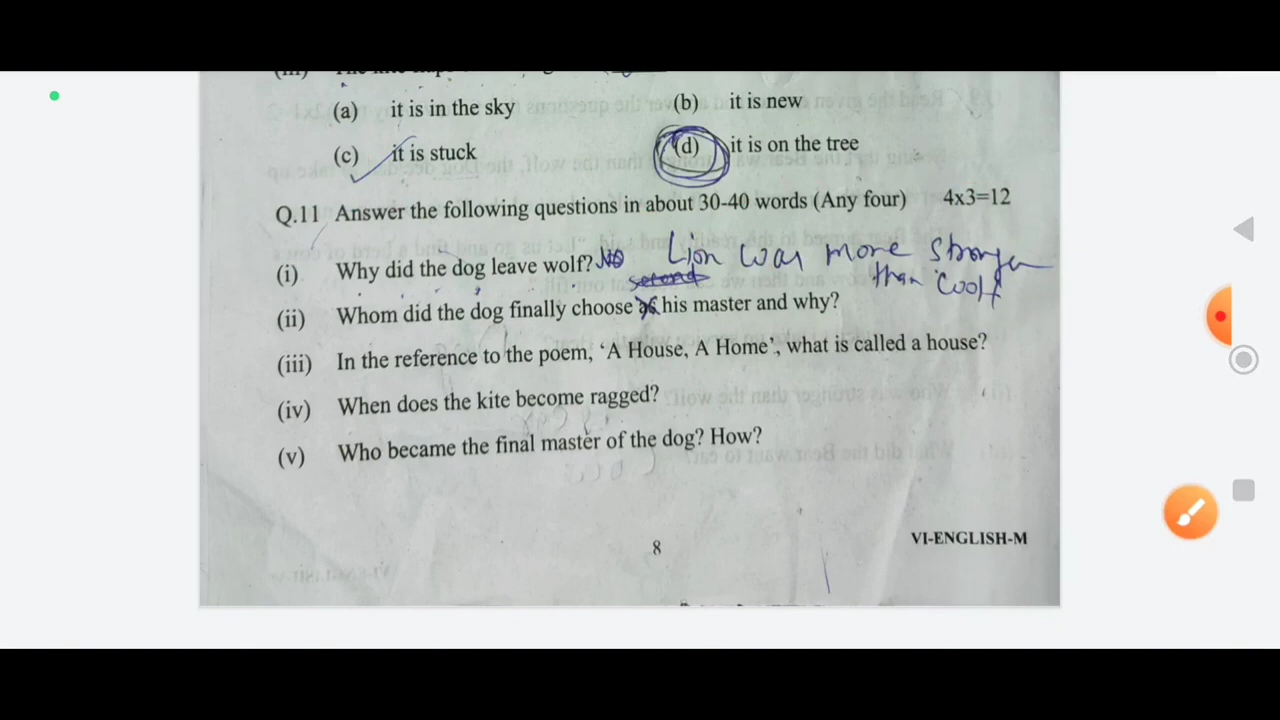 (a) it is in the sky (b) it is new
(c) it is stuck (d) it is on the tree
Q.11 Answer the following questions in about 30-40 words (Any four) 4x3=12
(i) Why did the dog leave wolf? Lion was more stronger
than woolf
(ii) Whom did the dog finally choose as his master and why?
(iii) In the reference to the poem, ‘A House, A Home’, what is called a house?
(iv) When does the kite become ragged?
(v) Who became the final master of the dog? How?
8
VI-ENGLISH-M